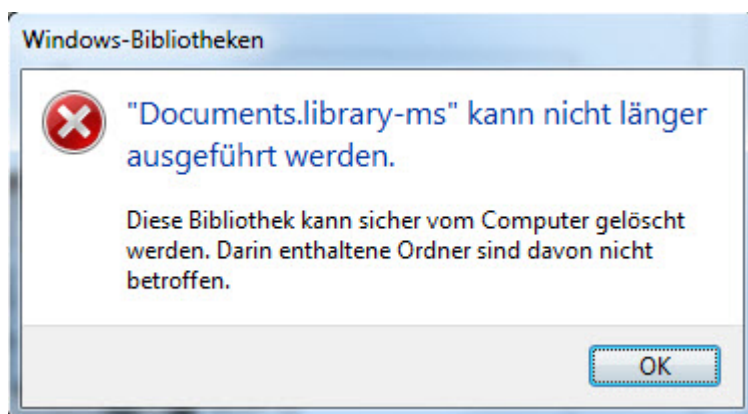 Windows-Bibliotheken
"Documents.library-ms" kann nicht länger
ausgeführt werden.
Diese Bibliothek kann sicher vom Computer gelöscht
werden. Darin enthaltene Ordner sind davon nicht
betroffen.
OK